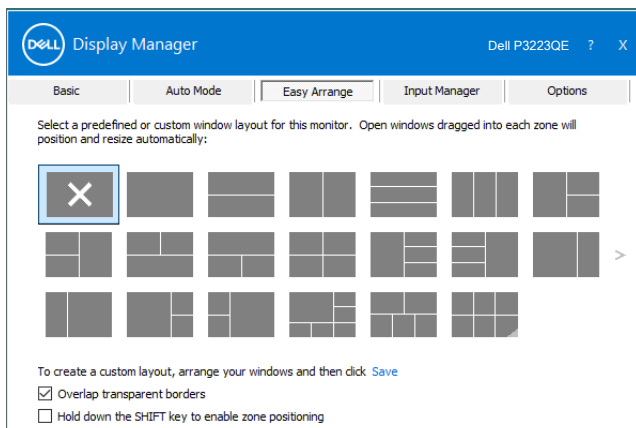 DELL Display Manager Dell P3223QE ? X
Basic Auto Mode Easy Arrange Input Manager Options
Select a predefined or custom window layout for this monitor. Open windows dragged into each zone will
position and resize automatically:
>
To create a custom layout, arrange your windows and then click Save
Overlap transparent borders
Hold down the SHIFT key to enable zone positioning